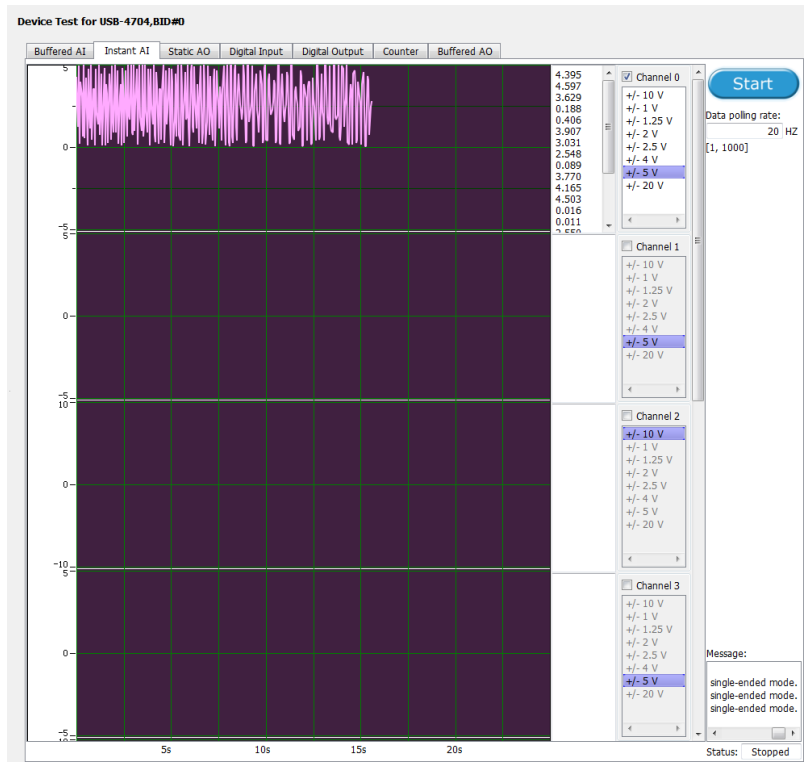 Device Test for USB-4704,BID#0
Buffered AI Instant AI Static AO Digital Input Digital Output Counter Buffered AO
5
0
-5
4.395
4.597
3.629
0.188
0.406
3.907
3.031
2.548
0.089
3.770
4.165
4.503
0.016
0.011
Channel 0
+/- 10 V
+/- 1 V
+/- 1.25 V
+/- 2 V
+/- 2.5 V
+/- 4 V
+/- 5 V
+/- 20 V
Start
Data polling rate:
20 HZ
[1, 1000]
5
0
-5
Channel 1
+/- 10 V
+/- 1 V
+/- 1.25 V
+/- 2 V
+/- 2.5 V
+/- 4 V
+/- 5 V
+/- 20 V
10
0
-10
Channel 2
+/- 10 V
+/- 1 V
+/- 1.25 V
+/- 2 V
+/- 2.5 V
+/- 4 V
+/- 5 V
+/- 20 V
5
0
-5
Channel 3
+/- 10 V
+/- 1 V
+/- 1.25 V
+/- 2 V
+/- 2.5 V
+/- 4 V
+/- 5 V
+/- 20 V
Message:
single-ended mode.
single-ended mode.
single-ended mode.
5s 10s 15s 20s
Status: Stopped